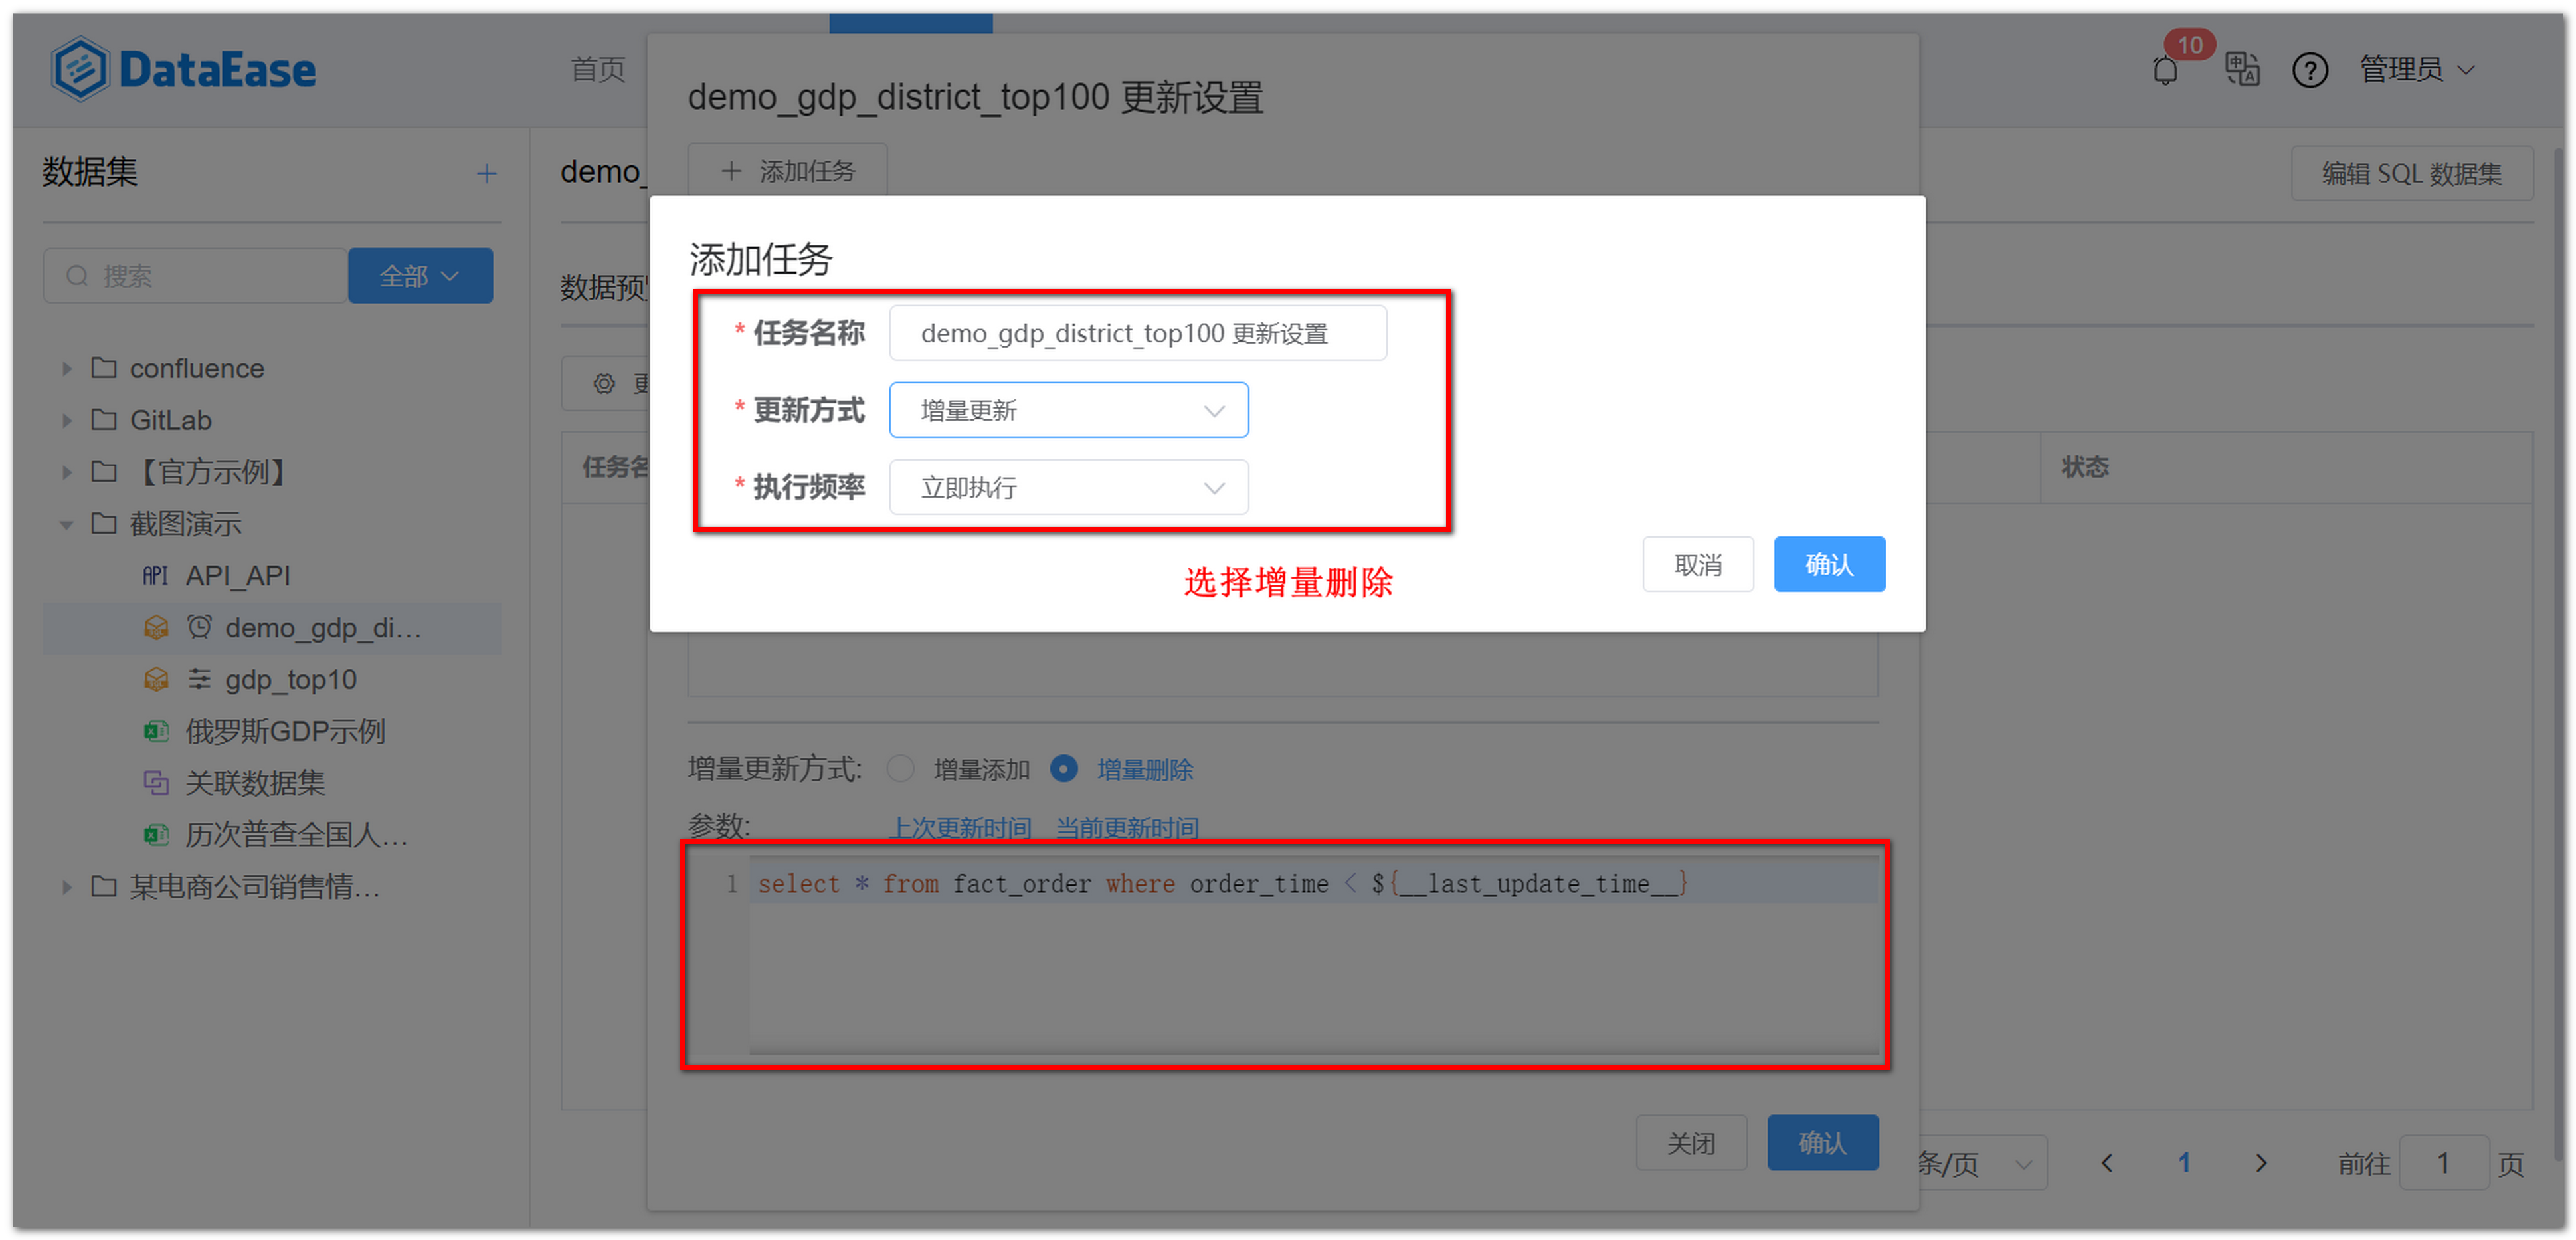 DataEase
首页
10
管理员
数据集
搜索
全部
confluence
GitLab
【官方示例】
截图演示
API API_API
demo_gdp_di...
gdp_top10
俄罗斯GDP示例
关联数据集
历次普查全国人...
某电商公司销售情...
demo_
编辑 SQL 数据集
数据预
任务名
状态
demo_gdp_district_top100 更新设置
添加任务
添加任务
* 任务名称 demo_gdp_district_top100 更新设置
* 更新方式 增量更新
* 执行频率 立即执行
选择增量删除
取消 确认
增量更新方式: 增量添加 增量删除
参数: 上次更新时间 当前更新时间
1 select * from fact_order where order_time < ${__last_update_time__}
关闭 确认
条/页 1 前往 1 页